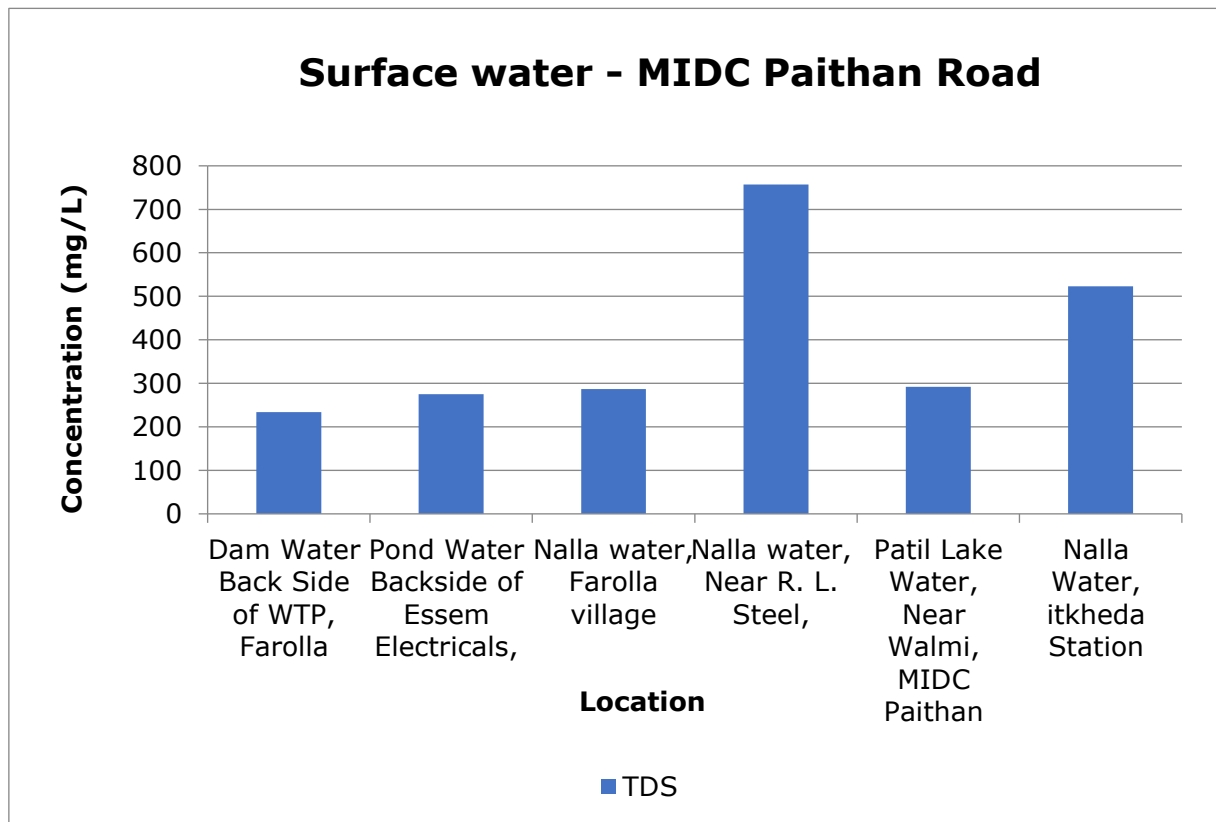 Surface water - MIDC Paithan Road
Concentration (mg/L)
800
700
600
500
400
300
200
100
0
Dam Water
Back Side
of WTP,
Farolla
Pond Water
Backside of
Essem
Electricals,
Nalla water,
Farolla
village
Nalla water,
Near R. L.
Steel,
Patil Lake
Water,
Near
Walmi,
MIDC
Paithan
Nalla
Water,
itkheda
Station
Location
TDS